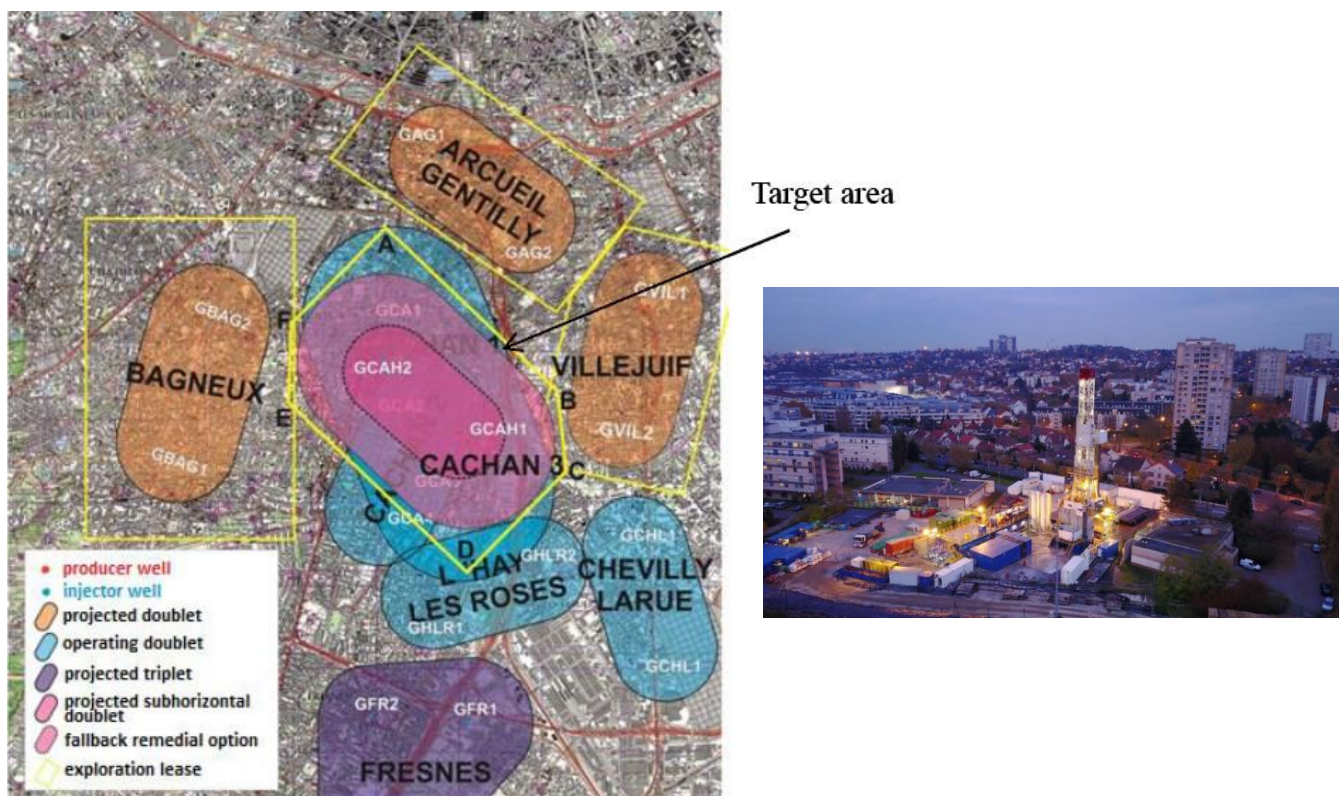 GAG1
ARCUEIL
GENTILLY
GAG2
Target area
A
GBAG2
F
GCA1
GVIL1
BAGNEUX
GCAH2
VILLEJUIF
B
E
GCA2
GCAH1
GVIL2
GBAG1
CACHAN 3
C
D
GHLR2
GCHL1
L HAY
LES ROSES
CHEVILLY
LARUE
GHLR1
GCHL1
GFR2
GFR1
FRESNES
producer well
injector well
projected doublet
operating doublet
projected triplet
projected subhorizontal
doublet
fallback remedial option
exploration lease